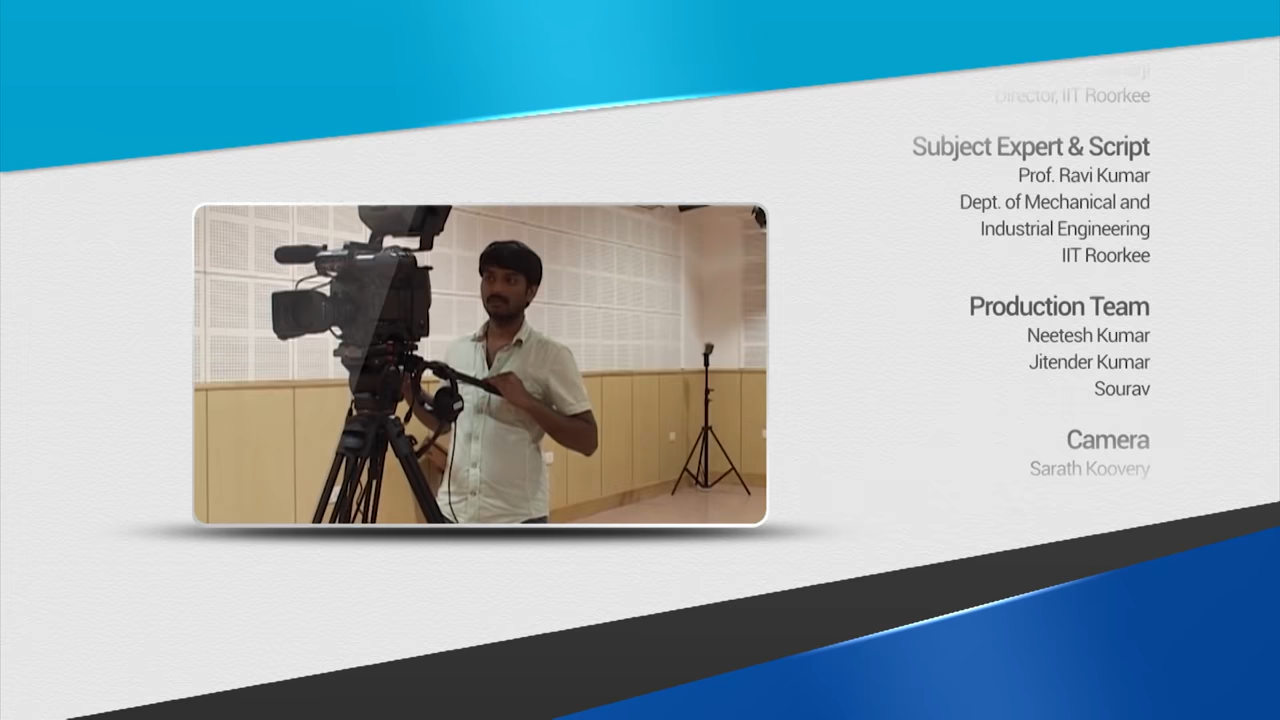 Director, IIT Roorkee
Subject Expert & Script
Prof. Ravi Kumar
Dept. of Mechanical and
Industrial Engineering
IIT Roorkee
Production Team
Neetesh Kumar
Jitender Kumar
Sourav
Camera
Sarath Koovery